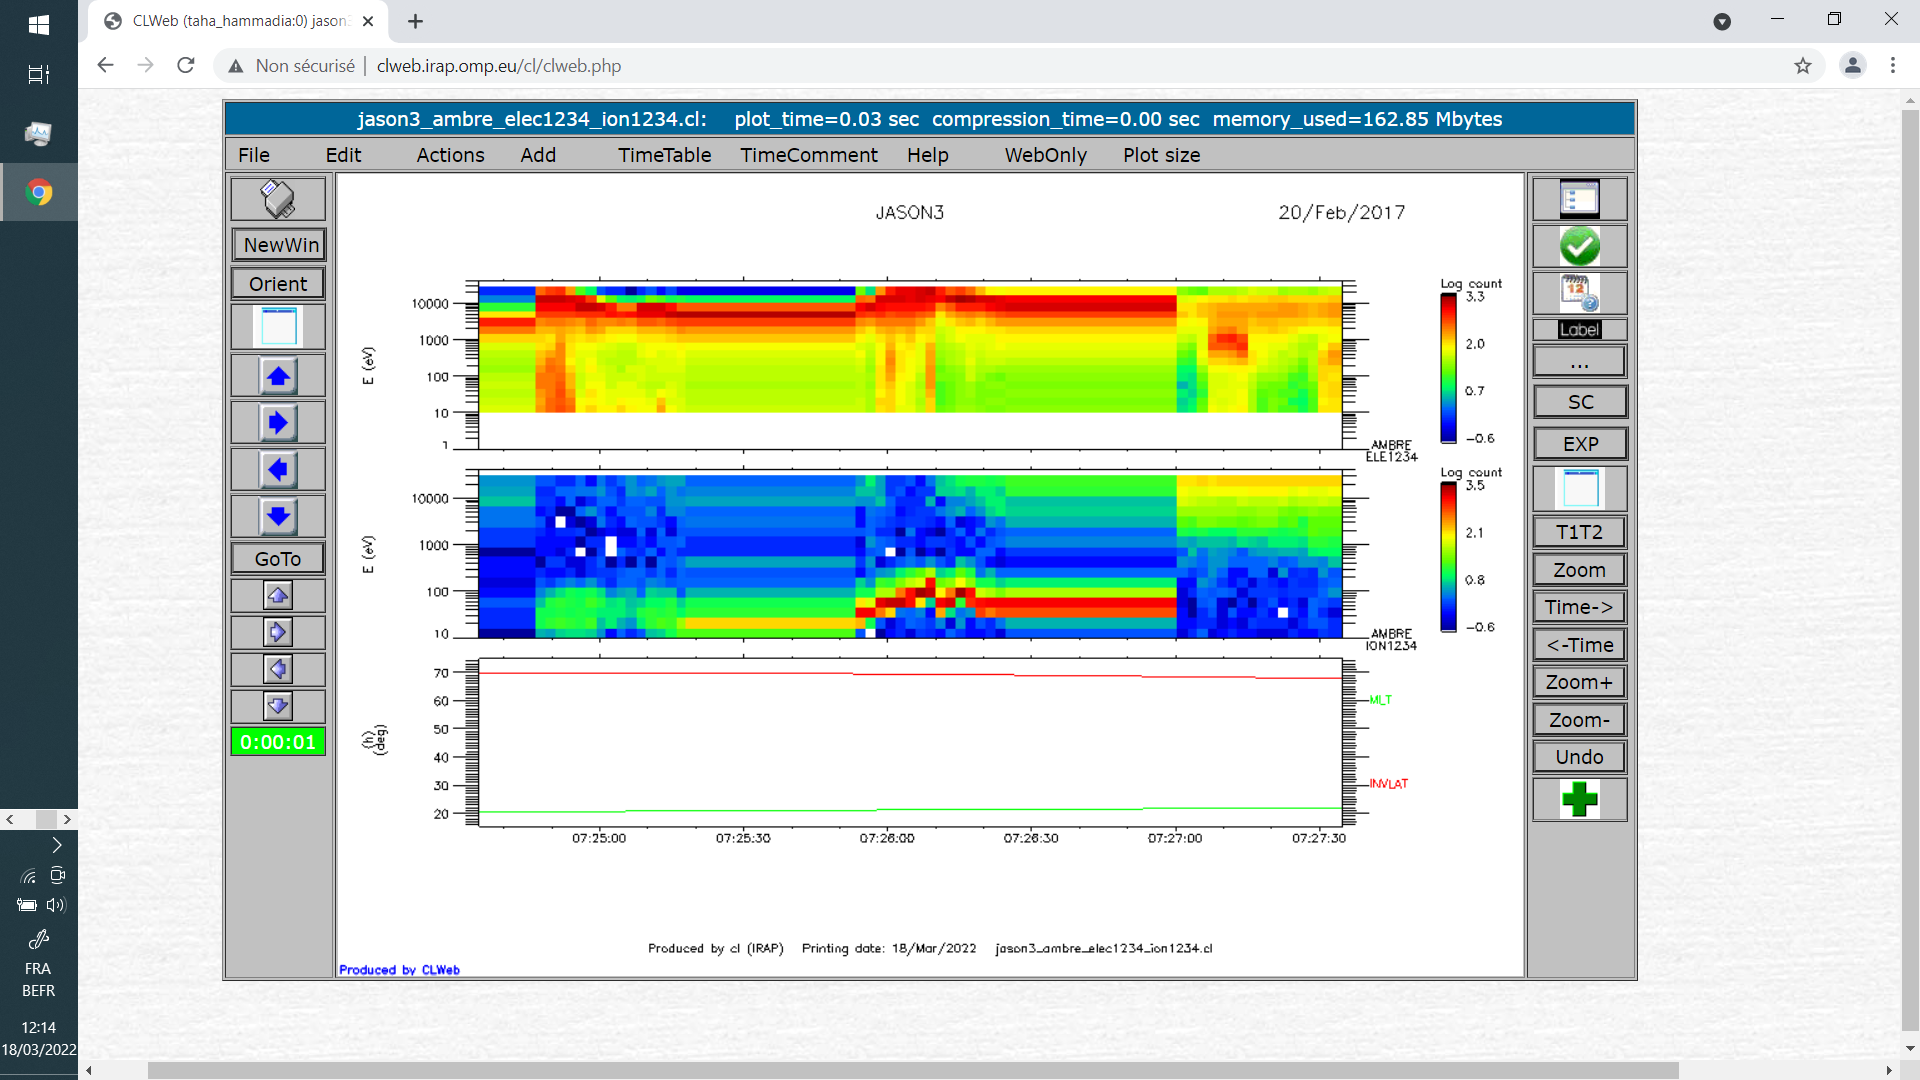 CLWeb (taha_hammadia:0) jason3
Non sécurisé | clweb.irap.omp.eu/cl/clweb.php
jason3_ambre_elec1234_ion1234.cl: plot_time=0.03 sec compression_time=0.00 sec memory_used=162.85 Mbytes
File Edit Actions Add TimeTable TimeComment Help WebOnly Plot size
NewWin
Orient
GoTo
0:00:01
JASON3 20/Feb/2017
10000
1000
100
10
1
E (eV)
AMBRE
ELE1234
Log count
3.3
2.0
0.7
-0.6
10000
1000
100
10
E (eV)
AMBRE
ION1234
Log count
3.5
2.1
0.8
-0.6
70
60
50
40
30
20
(h)
(deg)
MLT
INVLAT
07:25:00 07:25:30 07:26:00 07:26:30 07:27:00 07:27:30
Produced by cl (IRAP) Printing date: 18/Mar/2022 jason3_ambre_elec1234_ion1234.cl
Produced by CLWeb
12
Label
...
SC
EXP
T1T2
Zoom
Time->
<-Time
Zoom+
Zoom-
Undo
FRA
BEFR
12:14
18/03/2022